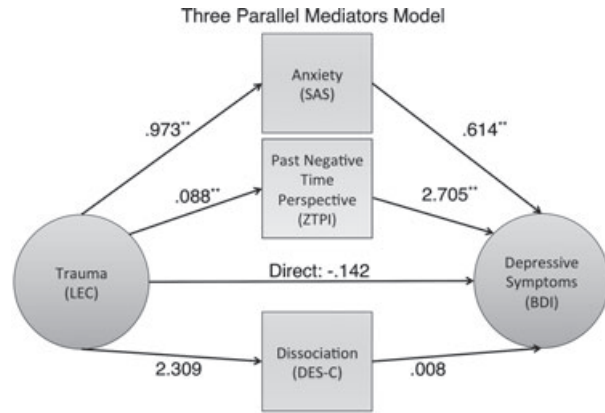 Three Parallel Mediators Model
Anxiety
(SAS)
.973**
.614**
Past Negative
Time
Perspective
(ZTPI)
.088**
2.705**
Trauma
(LEC)
Direct: -.142
Depressive
Symptoms
(BDI)
Dissociation
(DES-C)
2.309
.008